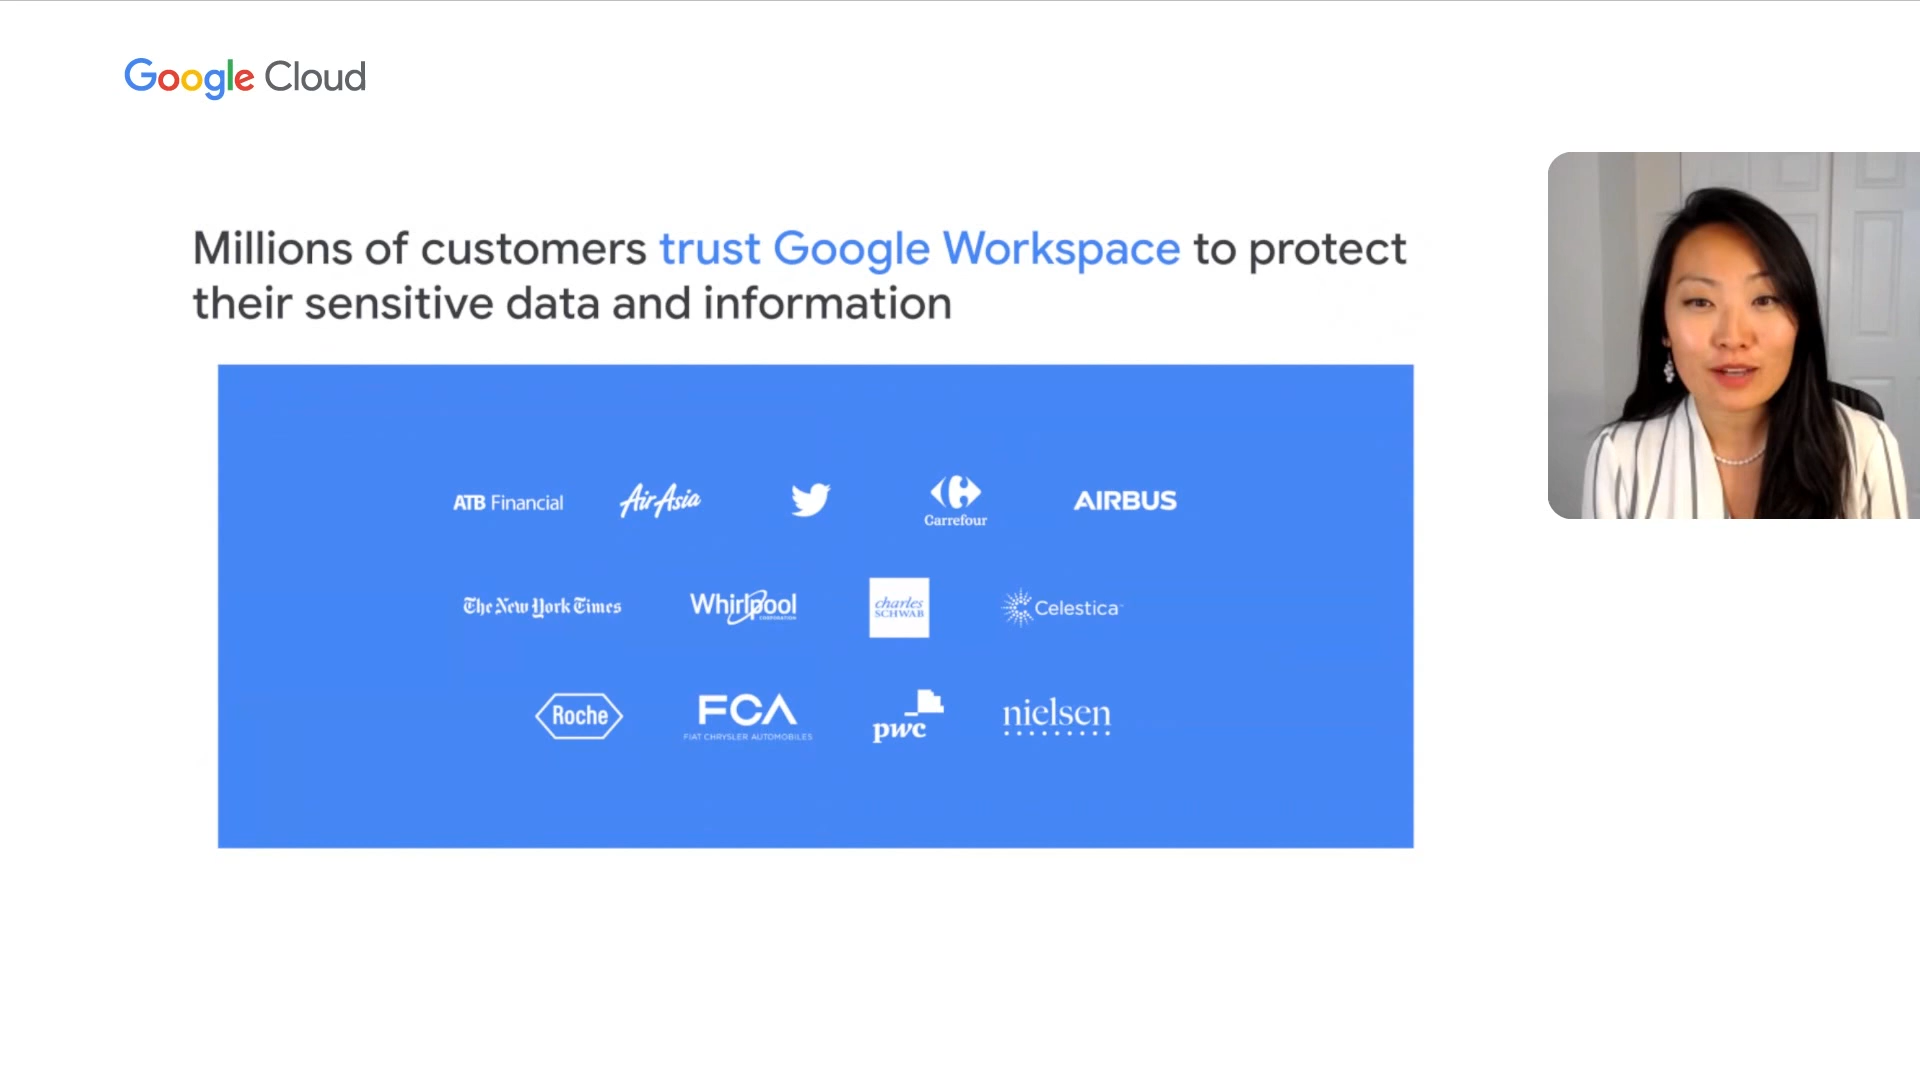 Google Cloud
Millions of customers trust Google Workspace to protect
their sensitive data and information
ATB Financial
AirAsia
Carrefour
AIRBUS
The New York Times
Whirlpool
CORPORATION
charles
SCHWAB
Celestica
Roche
FCA
FIAT CHRYSLER AUTOMOBILES
pwc
nielsen